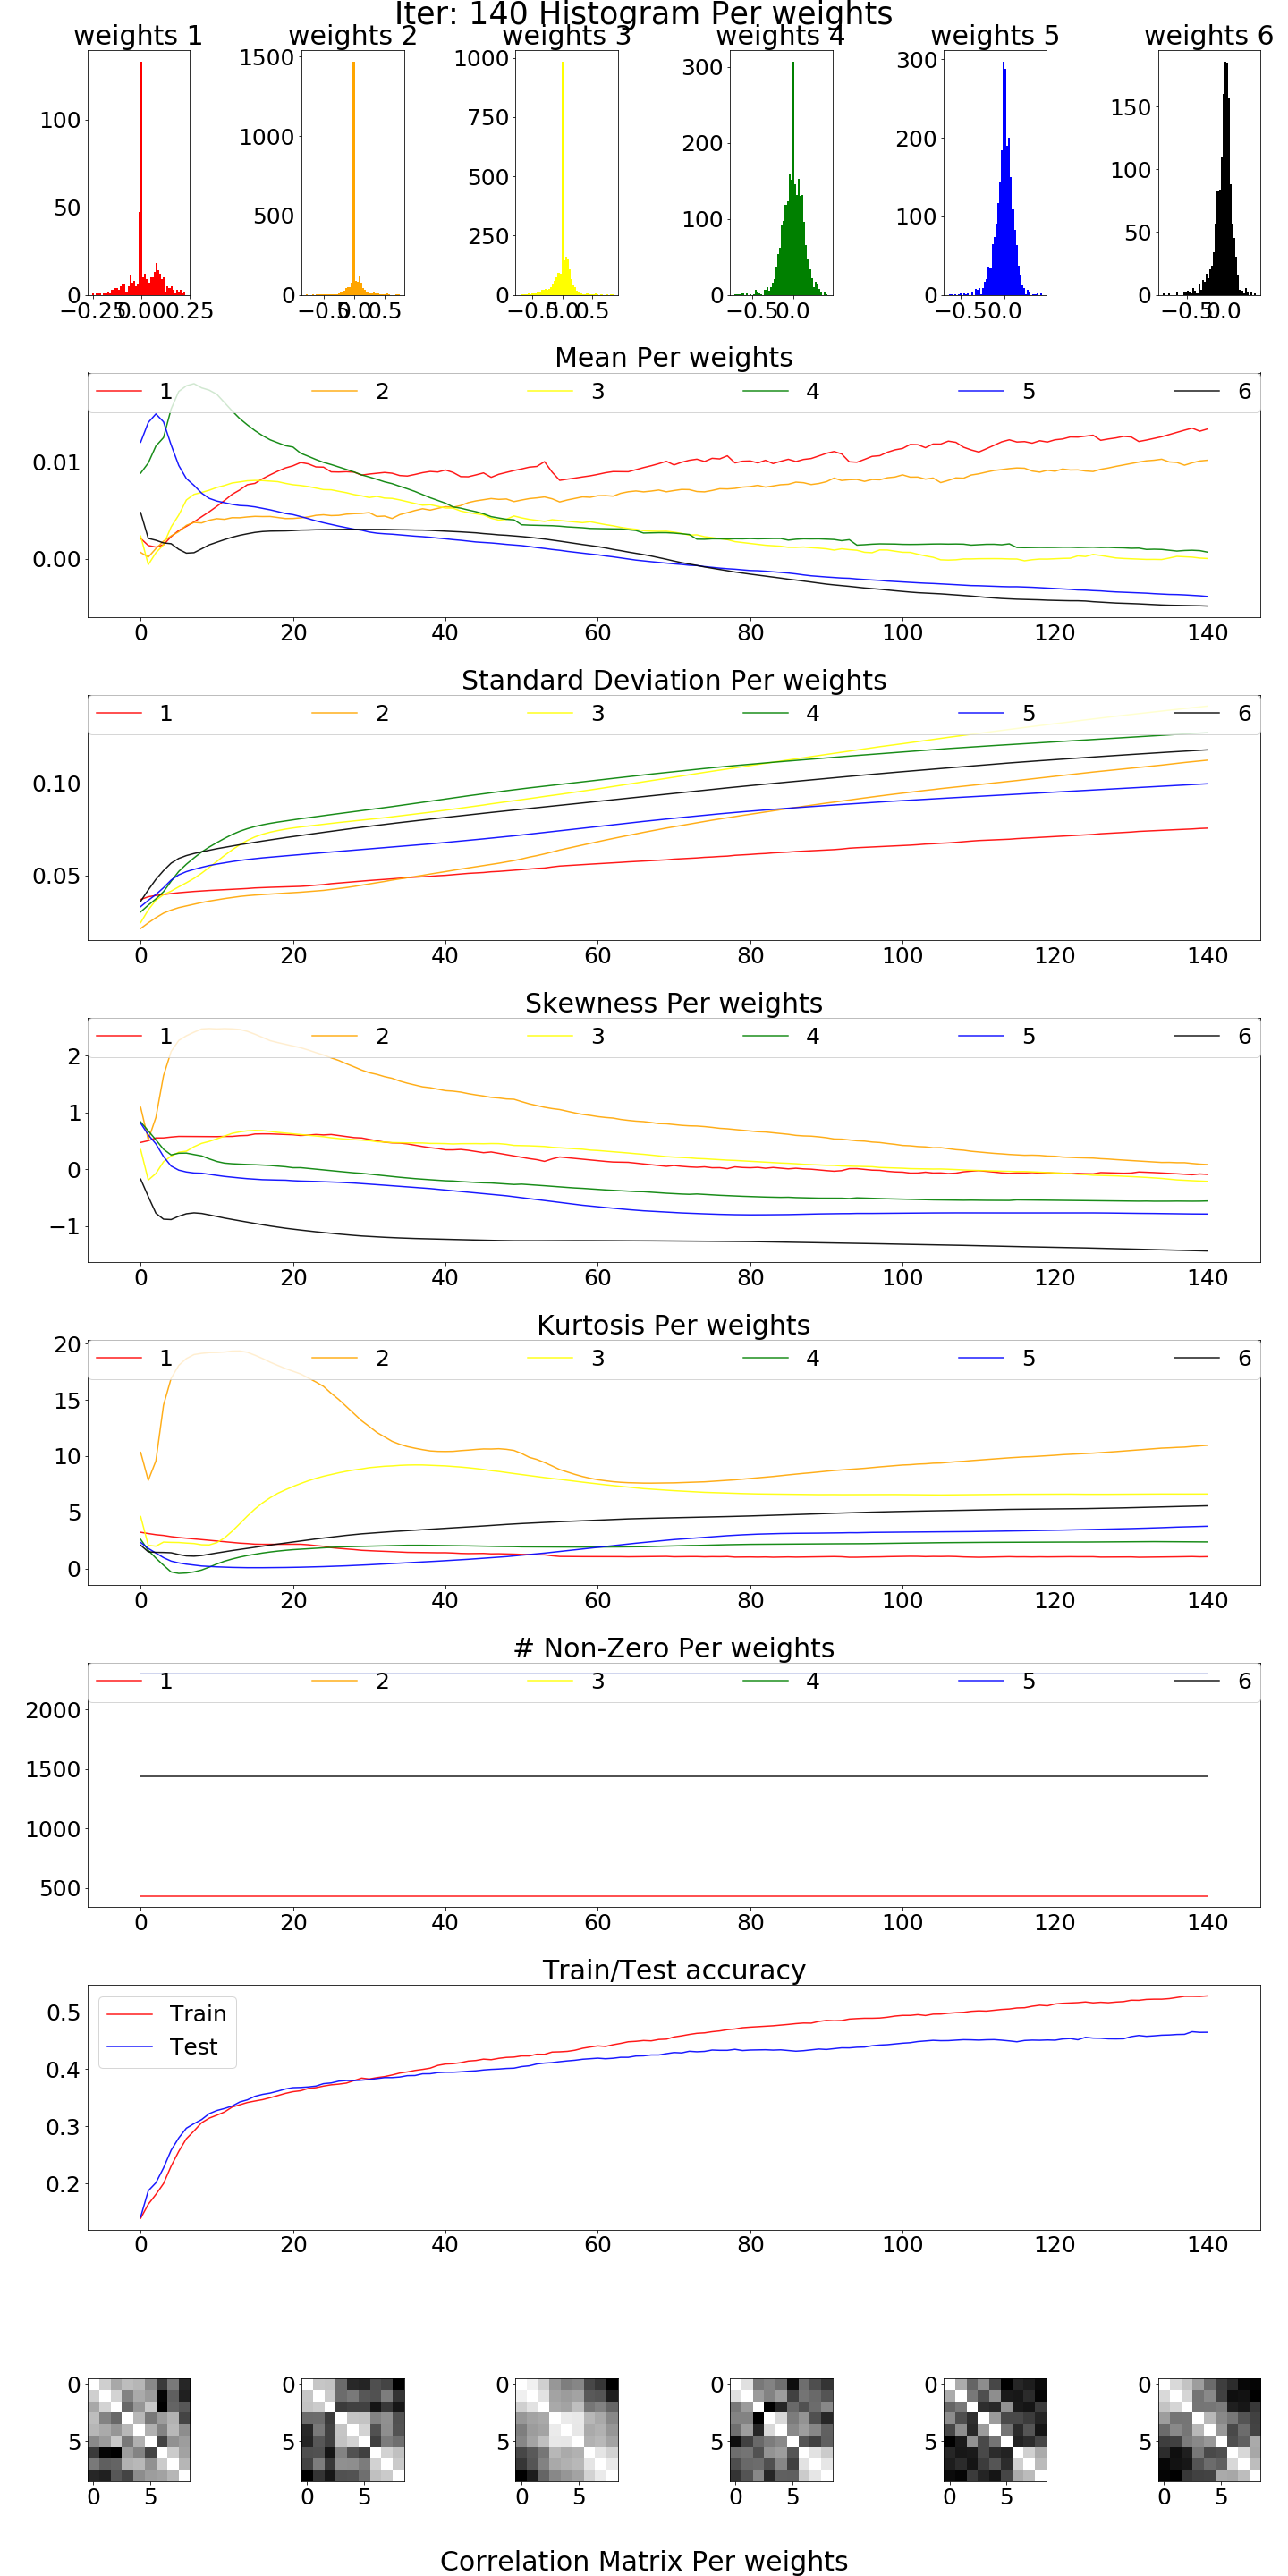 Iter: 140 Histogram Per weights
weights 1 weights 2 weights 3 weights 4 weights 5 weights 6
100
50
0
−0.25 0.00 0.25
1500
1000
500
0
−0.5 0.0 0.5
1000
750
500
250
0
−0.5 0.0 0.5
300
200
100
0
−0.5 0.0
300
200
100
0
−0.5 0.0
150
100
50
0
−0.5 0.0
Mean Per weights
1 2 3 4 5 6
0.01
0.00
0 20 40 60 80 100 120 140
Standard Deviation Per weights
1 2 3 4 5 6
0.10
0.05
0 20 40 60 80 100 120 140
Skewness Per weights
1 2 3 4 5 6
2
1
0
−1
0 20 40 60 80 100 120 140
Kurtosis Per weights
1 2 3 4 5 6
20
15
10
5
0
0 20 40 60 80 100 120 140
# Non-Zero Per weights
1 2 3 4 5 6
2000
1500
1000
500
0 20 40 60 80 100 120 140
Train/Test accuracy
Train
Test
0.5
0.4
0.3
0.2
0 20 40 60 80 100 120 140
0 0 0 0 0 0
5 5 5 5 5 5
0 5 0 5 0 5 0 5 0 5 0 5
Correlation Matrix Per weights